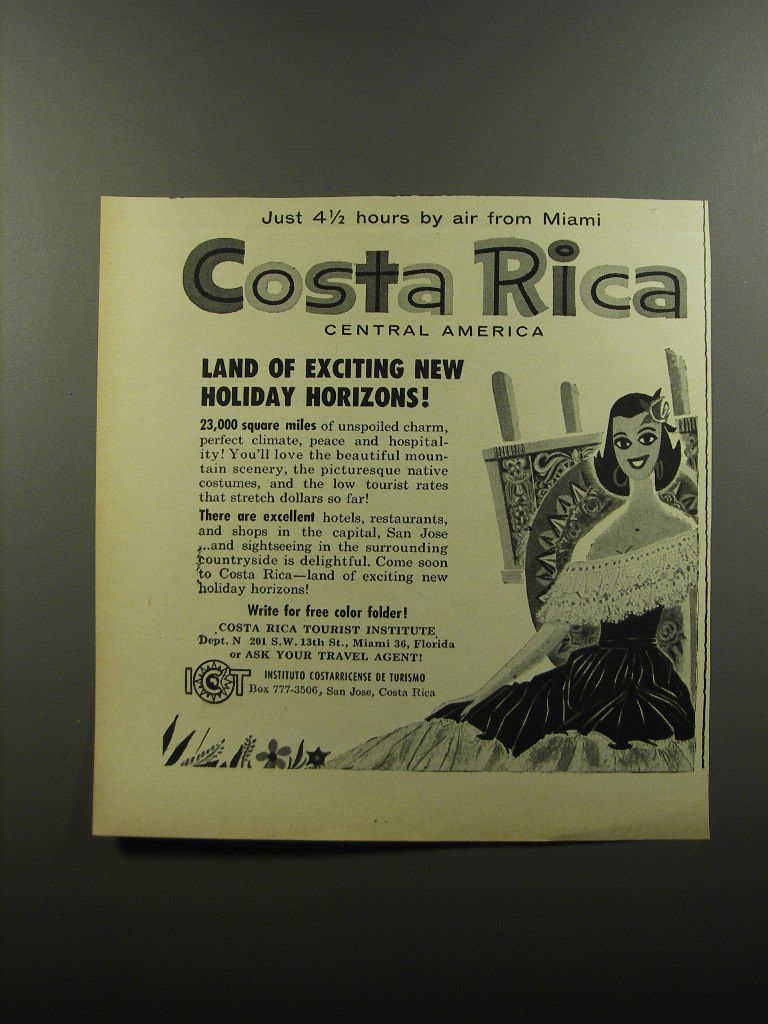 Just 4½ hours by air from Miami
Costa Rica
CENTRAL AMERICA
LAND OF EXCITING NEW
HOLIDAY HORIZONS!
23,000 square miles of unspoiled charm,
perfect climate, peace and hospital-
ity! You'll love the beautiful moun-
tain scenery, the picturesque native
costumes, and the low tourist rates
that stretch dollars so far!
There are excellent hotels, restaurants,
and shops in the capital, San Jose
...and sightseeing in the surrounding
countryside is delightful. Come soon
to Costa Rica—land of exciting new
holiday horizons!
Write for free color folder!
COSTA RICA TOURIST INSTITUTE
Dept. N 201 S.W. 13th St., Miami 36, Florida
or ASK YOUR TRAVEL AGENT!
ICT
INSTITUTO COSTARRICENSE DE TURISMO
Box 777-3506, San Jose, Costa Rica